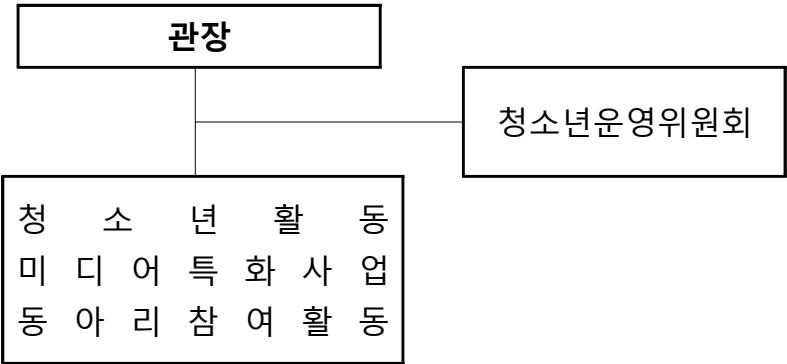 관장
청소년운영위원회
청소년활동
미디어특화사업
동아리참여활동